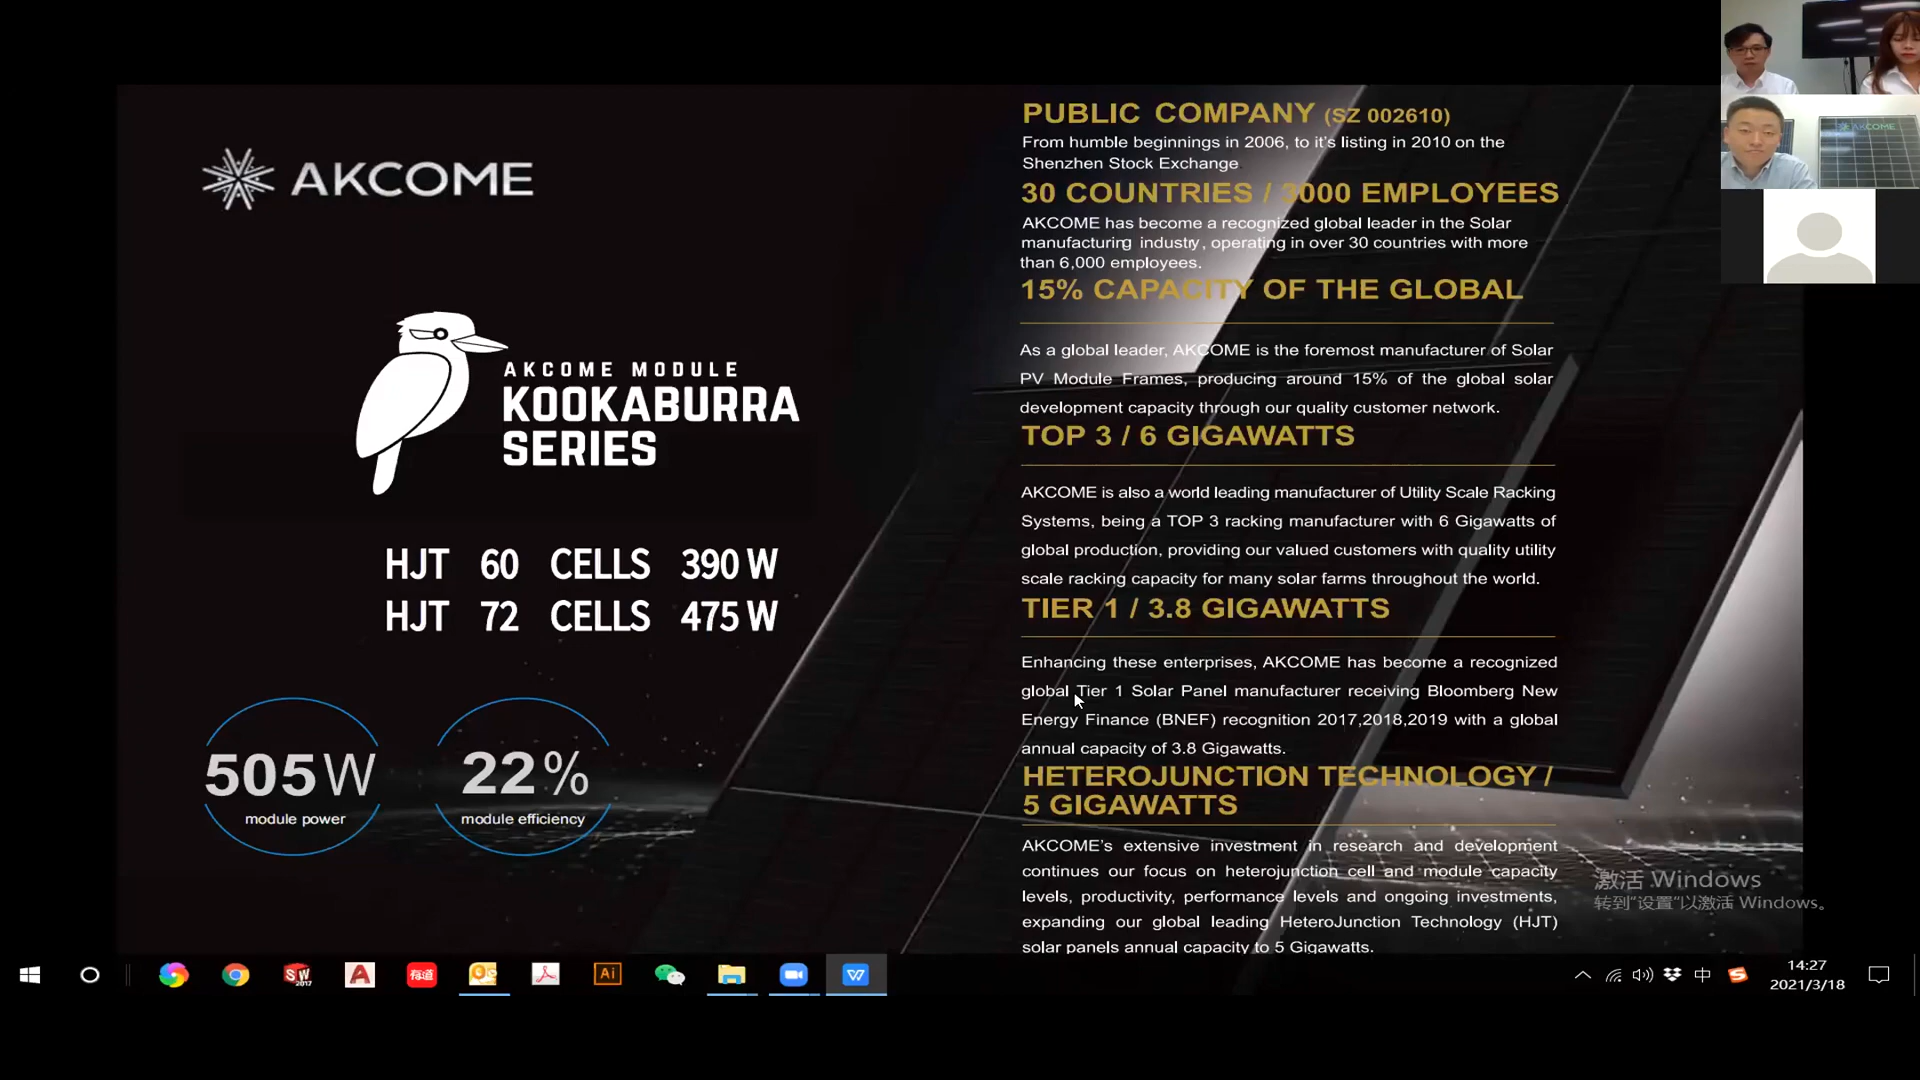 AKCOME
AKCOME MODULE
KOOKABURRA
SERIES
HJT 60 CELLS 390 W
HJT 72 CELLS 475 W
505W
module power
22%
module efficiency
PUBLIC COMPANY (SZ 002610)
From humble beginnings in 2006, to it's listing in 2010 on the
Shenzhen Stock Exchange
30 COUNTRIES / 3000 EMPLOYEES
AKCOME has become a recognized global leader in the Solar
manufacturing industry, operating in over 30 countries with more
than 6,000 employees.
15% CAPACITY OF THE GLOBAL
As a global leader, AKCOME is the foremost manufacturer of Solar
PV Module Frames, producing around 15% of the global solar
development capacity through our quality customer network.
TOP 3 / 6 GIGAWATTS
AKCOME is also a world leading manufacturer of Utility Scale Racking
Systems, being a TOP 3 racking manufacturer with 6 Gigawatts of
global production, providing our valued customers with quality utility
scale racking capacity for many solar farms throughout the world.
TIER 1 / 3.8 GIGAWATTS
Enhancing these enterprises, AKCOME has become a recognized
global Tier 1 Solar Panel manufacturer receiving Bloomberg New
Energy Finance (BNEF) recognition 2017,2018,2019 with a global
annual capacity of 3.8 Gigawatts.
HETEROJUNCTION TECHNOLOGY /
5 GIGAWATTS
AKCOME's extensive investment in research and development
continues our focus on heterojunction cell and module capacity
levels, productivity, performance levels and ongoing investments,
expanding our global leading HeteroJunction Technology (HJT)
solar panels annual capacity to 5 Gigawatts.
AKCOME
激活 Windows
转到"设置"以激活 Windows。
SW
2017
A
有道
Ai
W
中
S
14:27
2021/3/18